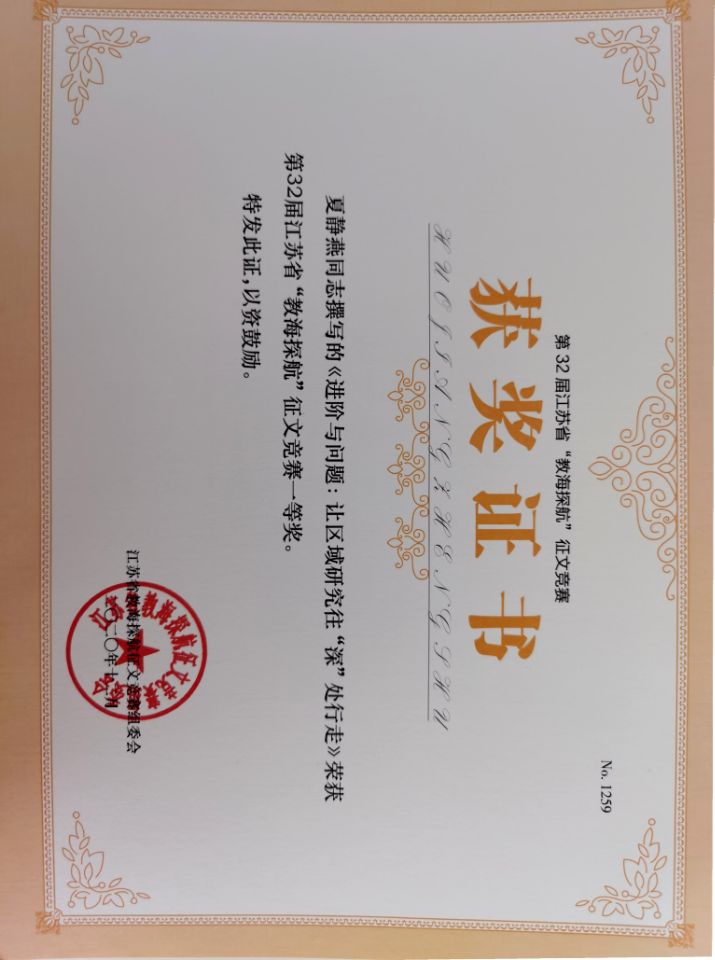 No. 1259
第32届江苏省“教海探航”征文竞赛
获奖证书
HUOJIANGZHENGSHU
夏静燕同志撰写的《进阶与问题：让区域研究往“深”处行走》荣获
第32届江苏省“教海探航”征文竞赛一等奖。
特发此证，以资鼓励。
江苏省教海探航征文竞赛组委会
二〇二〇年十二月